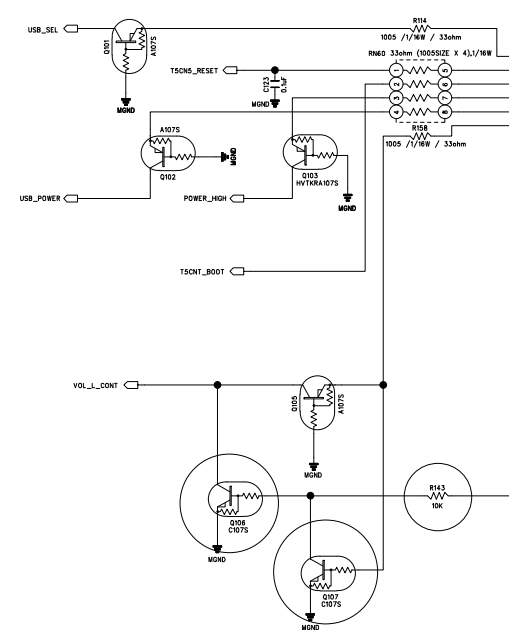 R114
USB_SEL
1005 /1/16W / 33ohm
Q101
A107S
RN60 33ohm (1005SIZE X 4),1/16W
T5CN5_RESET
1
5
C123
0.1uF
2
6
MGND
MGND
3
7
4
8
A107S
R158
1005 /1/16W / 33ohm
MGND
Q102
Q103
HVTKRA107S
USB_POWER
POWER_HIGH
MGND
T5CNT_BOOT
VOL_L_CONT
Q105
A107S
MGND
R143
10K
Q106
C107S
MGND
Q107
C107S
MGND